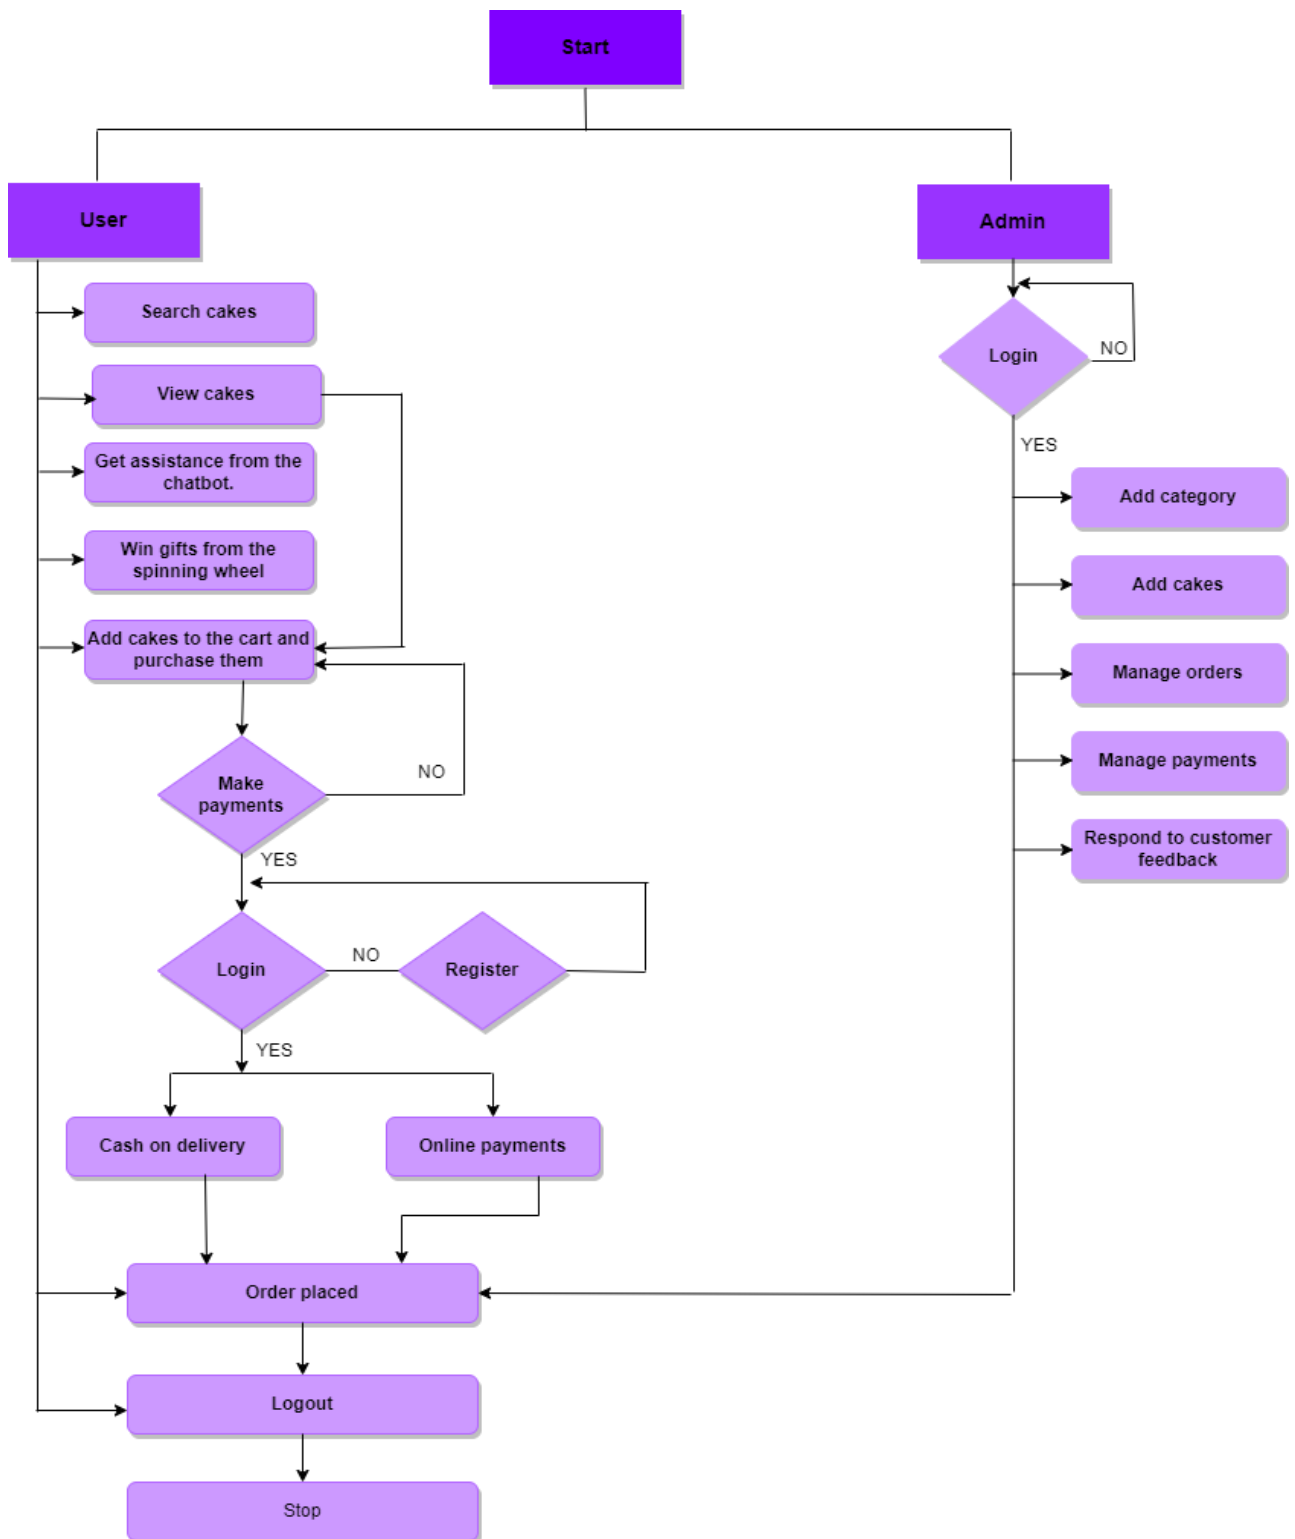 Start
User
Admin
Search cakes
Login
NO
View cakes
YES
Get assistance from the
chatbot.
Add category
Win gifts from the
spinning wheel
Add cakes
Add cakes to the cart and
purchase them
Manage orders
Make
payments
NO
Manage payments
YES
Respond to customer
feedback
Login
NO
Register
YES
Cash on delivery
Online payments
Order placed
Logout
Stop